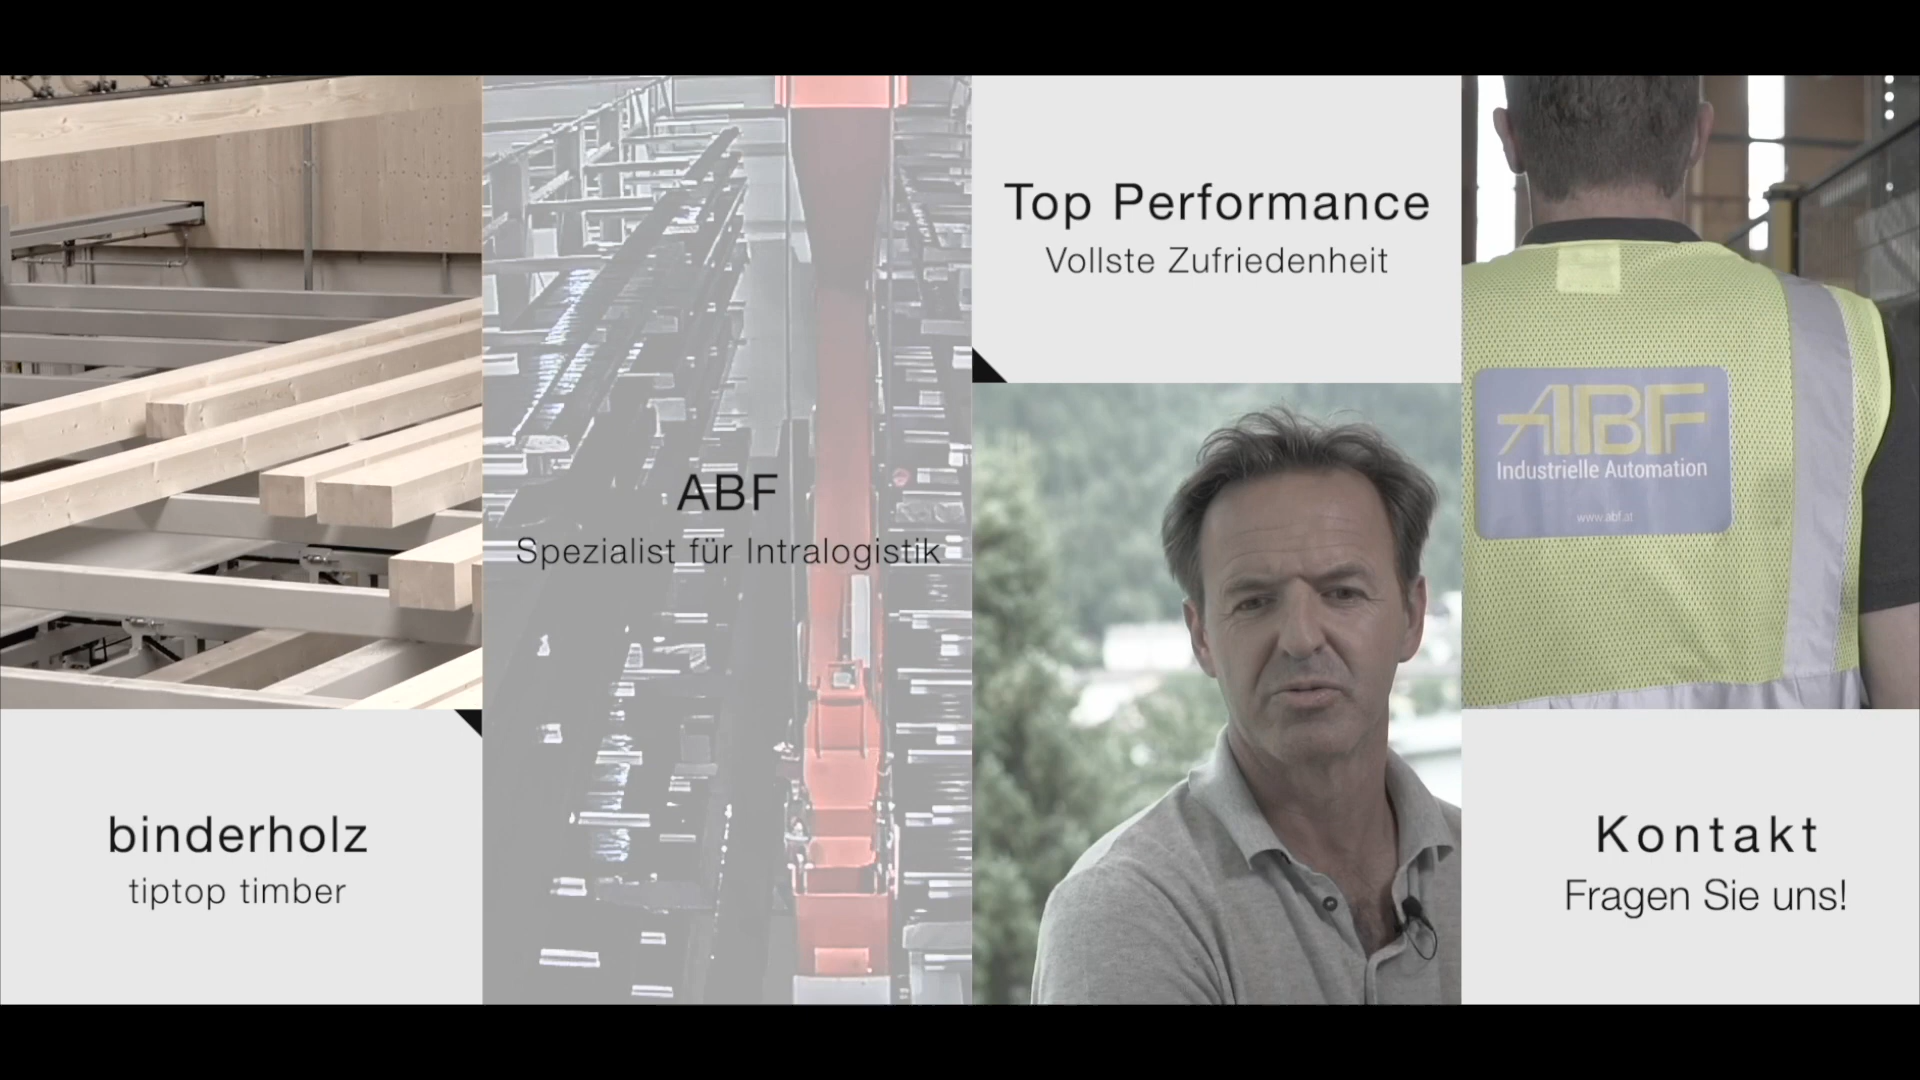 binderholz
tiptop timber
ABF
Spezialist für Intralogistik
Top Performance
Vollste Zufriedenheit
ABF
Industrielle Automation
www.abf.at
Kontakt
Fragen Sie uns!